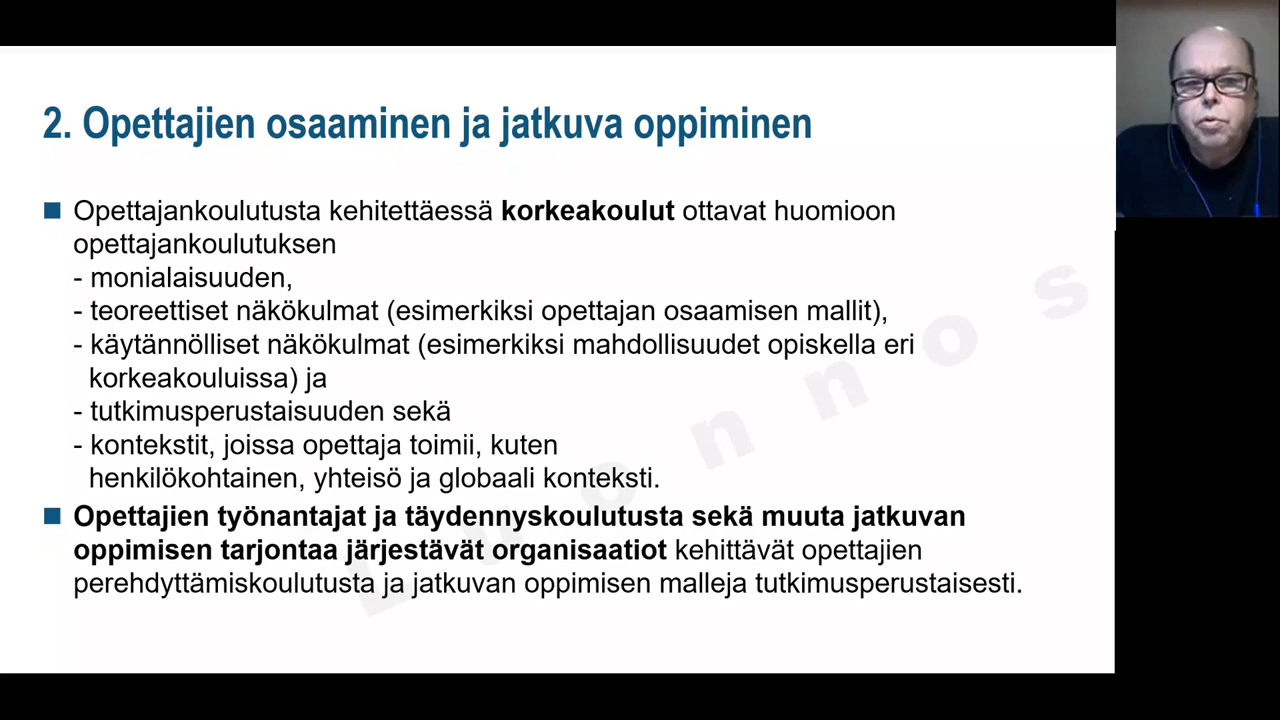 2. Opettajien osaaminen ja jatkuva oppiminen
Opettajankoulutusta kehitettäessä korkeakoulut ottavat huomioon
opettajankoulutuksen
- monialaisuuden,
- teoreettiset näkökulmat (esimerkiksi opettajan osaamisen mallit),
- käytännölliset näkökulmat (esimerkiksi mahdollisuudet opiskella eri
korkeakouluissa) ja
- tutkimusperustaisuuden sekä
- kontekstit, joissa opettaja toimii, kuten
henkilökohtainen, yhteisö ja globaali konteksti.
Opettajien työnantajat ja täydennyskoulutusta sekä muuta jatkuvan
oppimisen tarjontaa järjestävät organisaatiot kehittävät opettajien
perehdyttämiskoulutusta ja jatkuvan oppimisen malleja tutkimusperustaisesti.
Luonnos